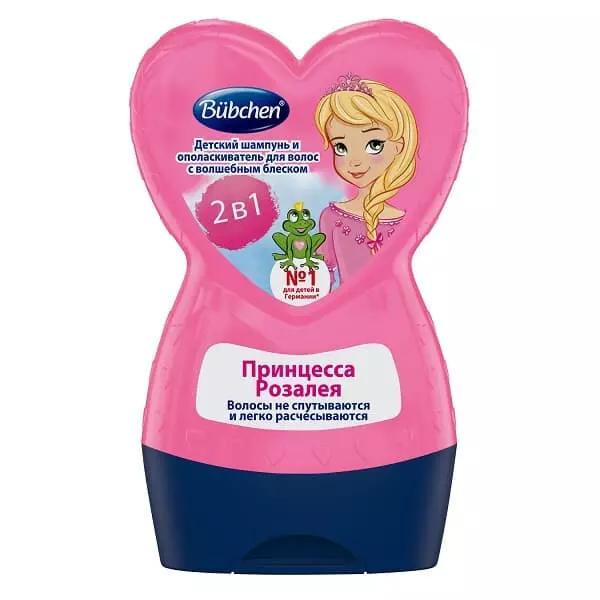 Bübchen®
Детский шампунь и
ополаскиватель для волос
с волшебным блеском
2 в 1
№1
для детей в
Германии*
Принцесса
Розалея
Волосы не спутываются
и легко расчёсываются